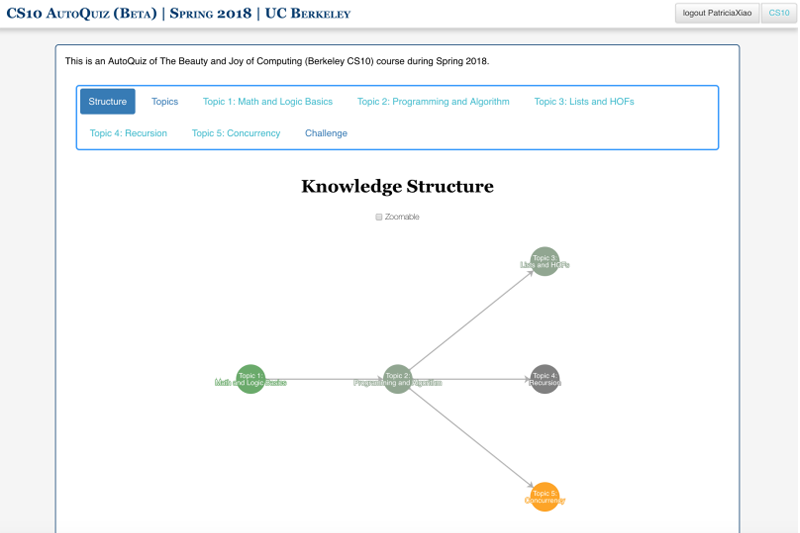 CS10 AutoQuiz (Beta) | Spring 2018 | UC Berkeley
logout PatriciaXiao
CS10
This is an AutoQuiz of The Beauty and Joy of Computing (Berkeley CS10) course during Spring 2018.
Structure Topics Topic 1: Math and Logic Basics Topic 2: Programming and Algorithm Topic 3: Lists and HOFs
Topic 4: Recursion Topic 5: Concurrency Challenge
Knowledge Structure
Zoomable
Topic 3:
Lists and HOFs
Topic 1:
Math and Logic Basics
Topic 2:
Programming and Algorithm
Topic 4:
Recursion
Topic 5:
Concurrency